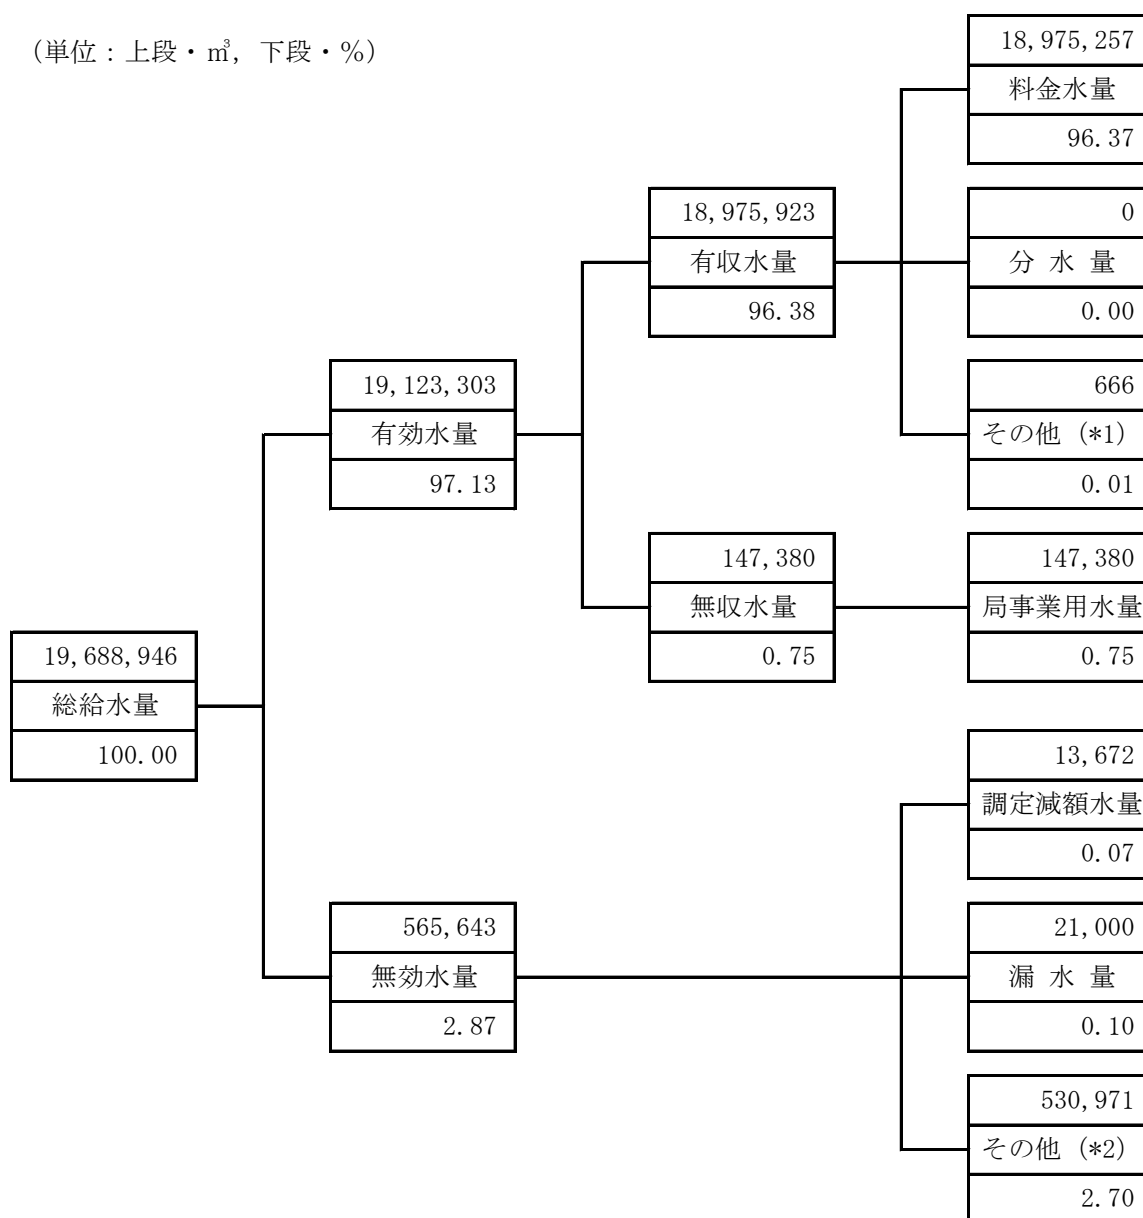 (単位：上段・㎥，下段・％)
18,975,257
料金水量
96.37
18,975,923
有収水量
96.38
0
分 水 量
0.00
19,123,303
有効水量
97.13
666
その他 (*1)
0.01
147,380
無収水量
0.75
147,380
局事業用水量
0.75
19,688,946
総給水量
100.00
13,672
調定減額水量
0.07
565,643
無効水量
2.87
21,000
漏 水 量
0.10
530,971
その他 (*2)
2.70